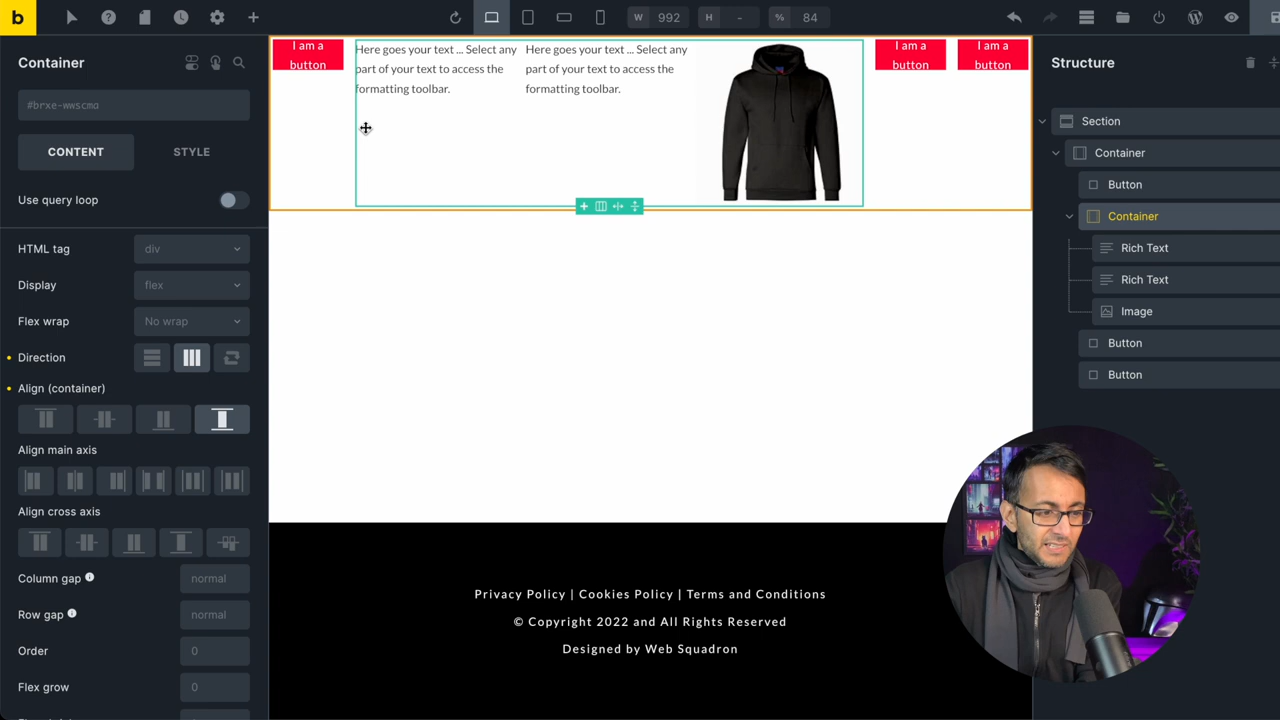 b
W 992 H - % 84
Container
#brxe-wwscma
CONTENT STYLE
Use query loop
HTML tag div
Display flex
Flex wrap No wrap
Direction
Align (container)
Align main axis
Align cross axis
Column gap normal
Row gap normal
Order 0
Flex grow 0
I am a
button
Here goes your text ... Select any
part of your text to access the
formatting toolbar.
Here goes your text ... Select any
part of your text to access the
formatting toolbar.
I am a
button
I am a
button
Privacy Policy | Cookies Policy | Terms and Conditions
© Copyright 2022 and All Rights Reserved
Designed by Web Squadron
Structure
Section
Container
Button
Container
Rich Text
Rich Text
Image
Button
Button